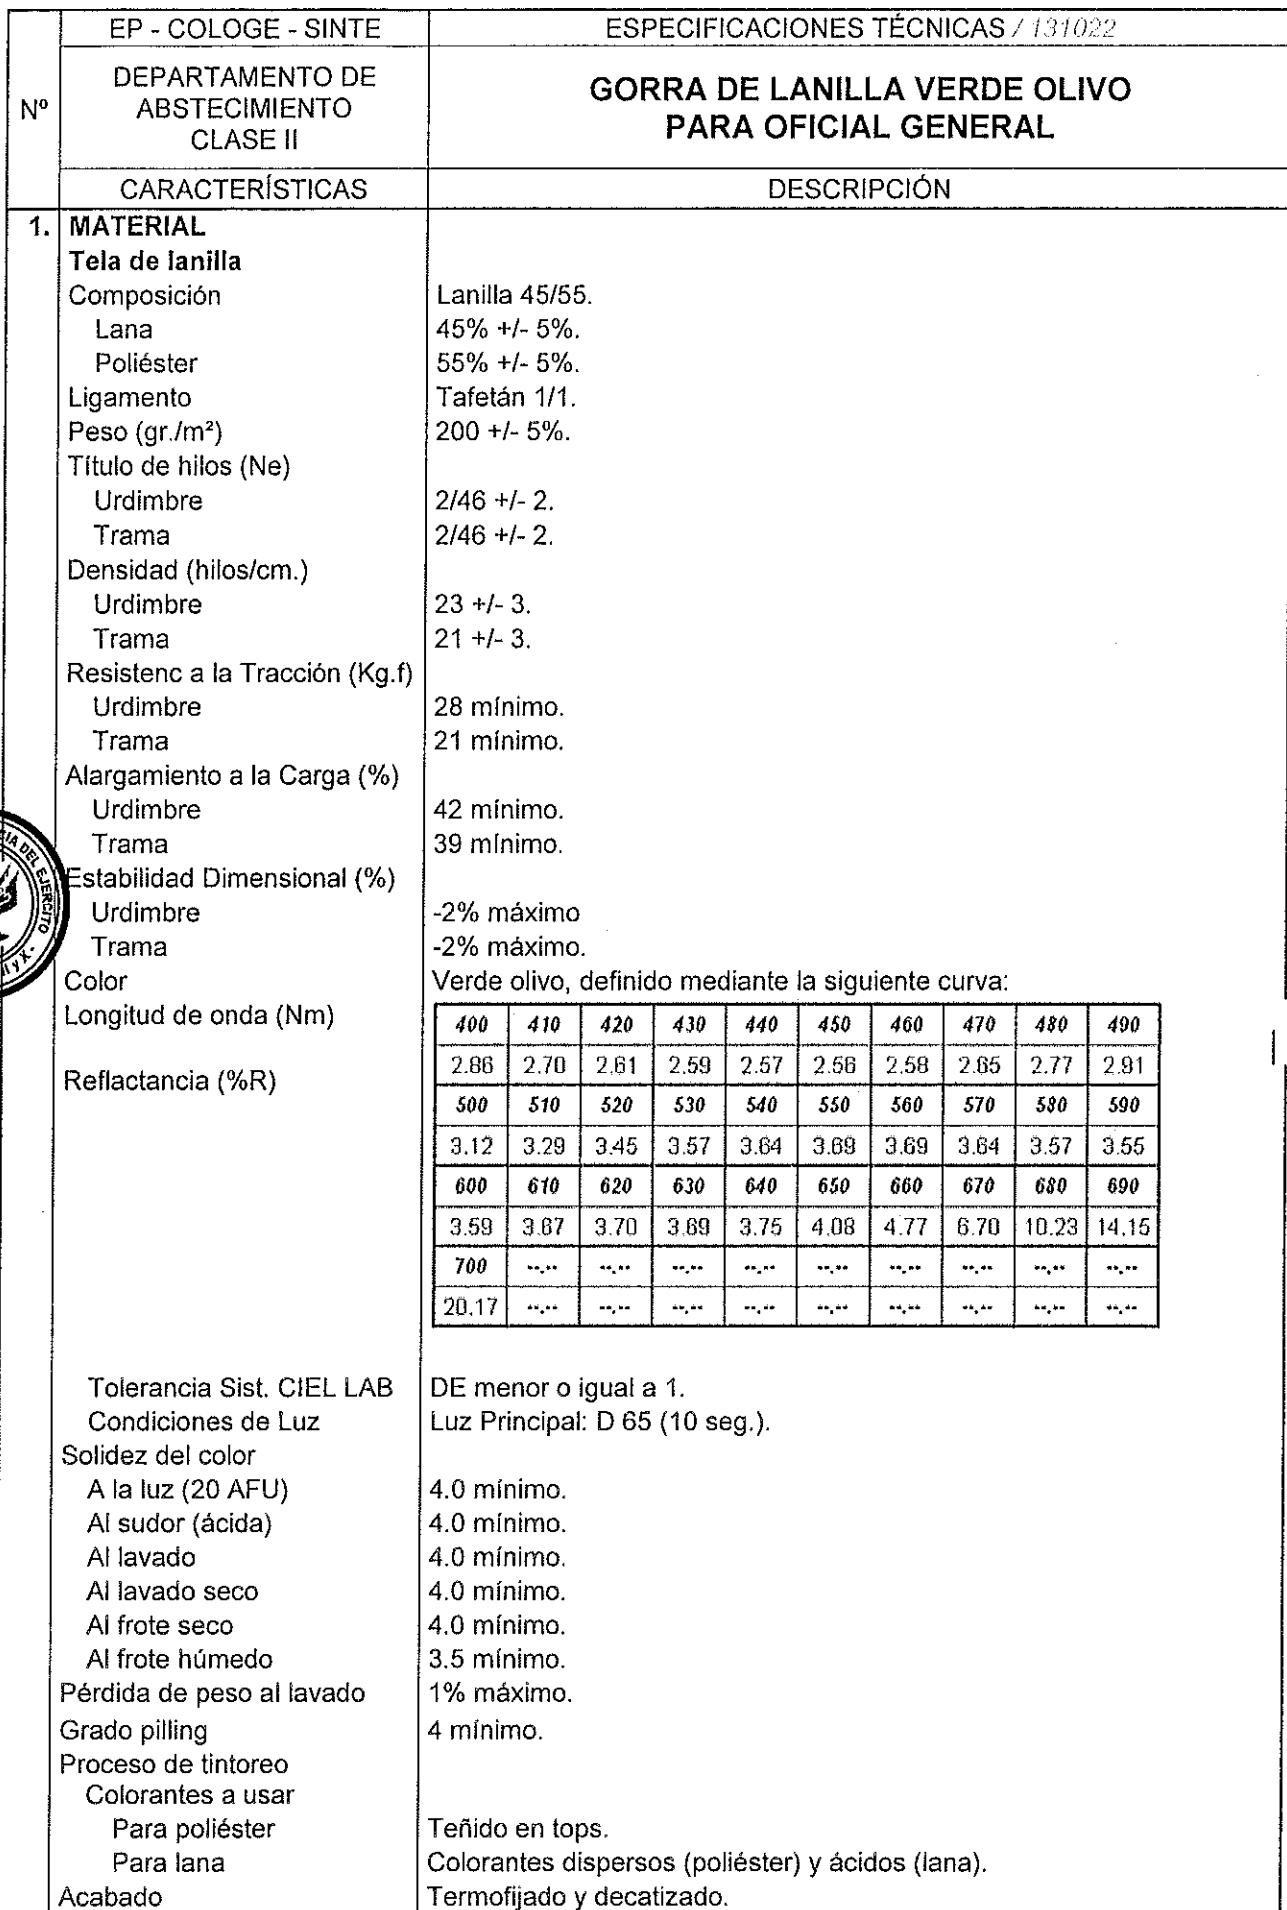 EP - COLOGE - SINTE ESPECIFICACIONES TÉCNICAS / 131022
Nº
DEPARTAMENTO DE
ABSTECIMIENTO
CLASE II
GORRA DE LANILLA VERDE OLIVO
PARA OFICIAL GENERAL
CARACTERÍSTICAS DESCRIPCIÓN
1. MATERIAL
Tela de lanilla
Composición Lanilla 45/55.
Lana 45% +/- 5%.
Poliéster 55% +/- 5%.
Ligamento Tafetán 1/1.
Peso (gr./m²) 200 +/- 5%.
Título de hilos (Ne)
Urdimbre 2/46 +/- 2.
Trama 2/46 +/- 2.
Densidad (hilos/cm.)
Urdimbre 23 +/- 3.
Trama 21 +/- 3.
Resistenc a la Tracción (Kg.f)
Urdimbre 28 mínimo.
Trama 21 mínimo.
Alargamiento a la Carga (%)
Urdimbre 42 mínimo.
Trama 39 mínimo.
DEL EJERCITO
Estabilidad Dimensional (%)
Urdimbre -2% máximo
Trama -2% máximo.
Color Verde olivo, definido mediante la siguiente curva:
Longitud de onda (Nm) 400 410 420 430 440 450 460 470 480 490
Reflactancia (%R) 2.86 2.70 2.61 2.59 2.57 2.56 2.58 2.65 2.77 2.91
500 510 520 530 540 550 560 570 580 590
3.12 3.29 3.45 3.57 3.64 3.69 3.69 3.64 3.57 3.55
600 610 620 630 640 650 660 670 680 690
3.59 3.67 3.70 3.69 3.75 4.08 4.77 6.70 10.23 14.15
700 --.-- --.-- --.-- --.-- --.-- --.-- --.-- --.-- --.--
20.17 --.-- --.-- --.-- --.-- --.-- --.-- --.-- --.-- --.--
Tolerancia Sist. CIEL LAB DE menor o igual a 1.
Condiciones de Luz Luz Principal: D 65 (10 seg.).
Solidez del color
A la luz (20 AFU) 4.0 mínimo.
Al sudor (ácida) 4.0 mínimo.
Al lavado 4.0 mínimo.
Al lavado seco 4.0 mínimo.
Al frote seco 4.0 mínimo.
Al frote húmedo 3.5 mínimo.
Pérdida de peso al lavado 1% máximo.
Grado pilling 4 mínimo.
Proceso de tintoreo
Colorantes a usar
Para poliéster Teñido en tops.
Para lana Colorantes dispersos (poliéster) y ácidos (lana).
Acabado Termofijado y decatizado.